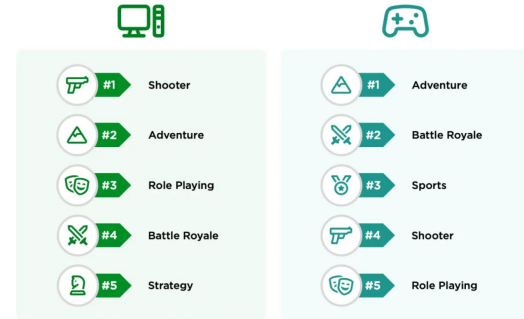 #1 Shooter
#2 Adventure
#3 Role Playing
#4 Battle Royale
#5 Strategy
#1 Adventure
#2 Battle Royale
#3 Sports
#4 Shooter
#5 Role Playing